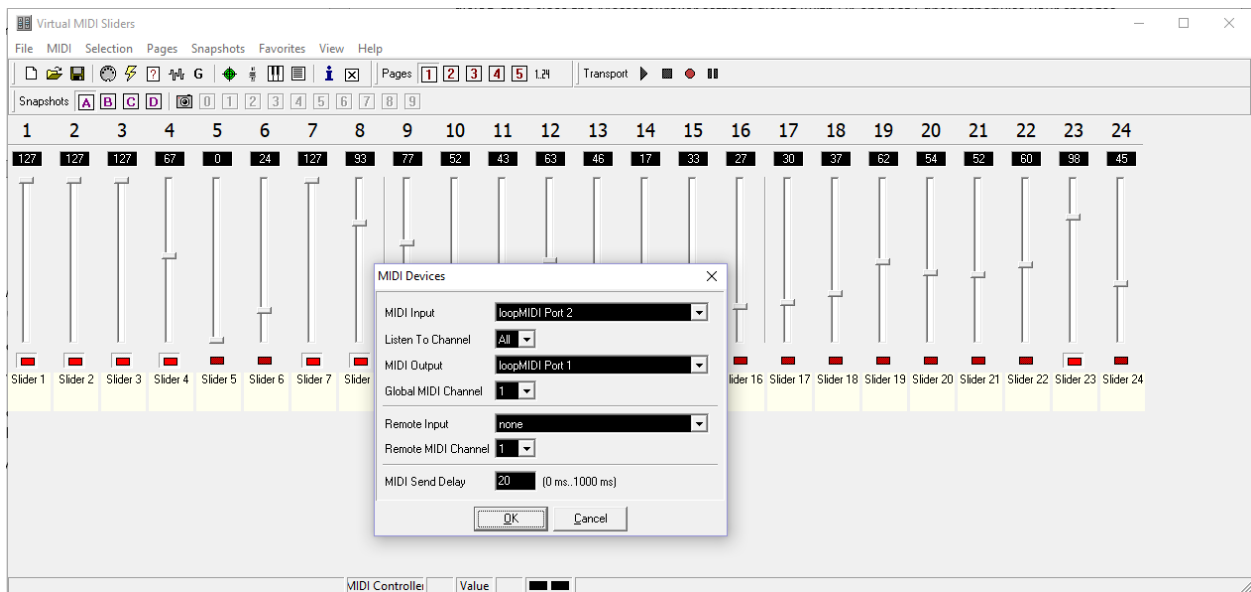 Virtual MIDI Sliders
File MIDI Selection Pages Snapshots Favorites View Help
? G i Pages 1 2 3 4 5 1.24 Transport
Snapshots A B C D 0 1 2 3 4 5 6 7 8 9
1 2 3 4 5 6 7 8 9 10 11 12 13 14 15 16 17 18 19 20 21 22 23 24
127 127 127 67 0 24 127 93 77 52 43 63 46 17 33 27 30 37 62 54 52 60 98 45
MIDI Devices
MIDI Input loopMIDI Port 2
Listen To Channel All
MIDI Output loopMIDI Port 1
Global MIDI Channel 1
Remote Input none
Remote MIDI Channel 1
MIDI Send Delay 20 (0 ms..1000 ms)
OK Cancel
Slider 1 Slider 2 Slider 3 Slider 4 Slider 5 Slider 6 Slider 7 Slider lider 16 Slider 17 Slider 18 Slider 19 Slider 20 Slider 21 Slider 22 Slider 23 Slider 24
MIDI Controller Value